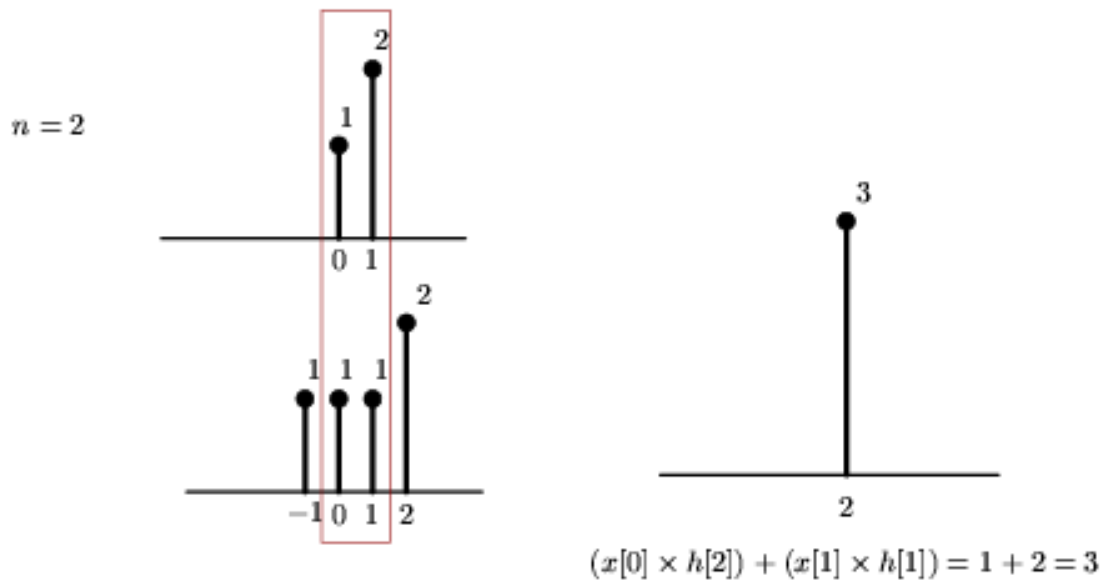 2
1
n = 2
0 1
2
1 1 1
−1 0 1 2
3
2
(x[0] × h[2]) + (x[1] × h[1]) = 1 + 2 = 3